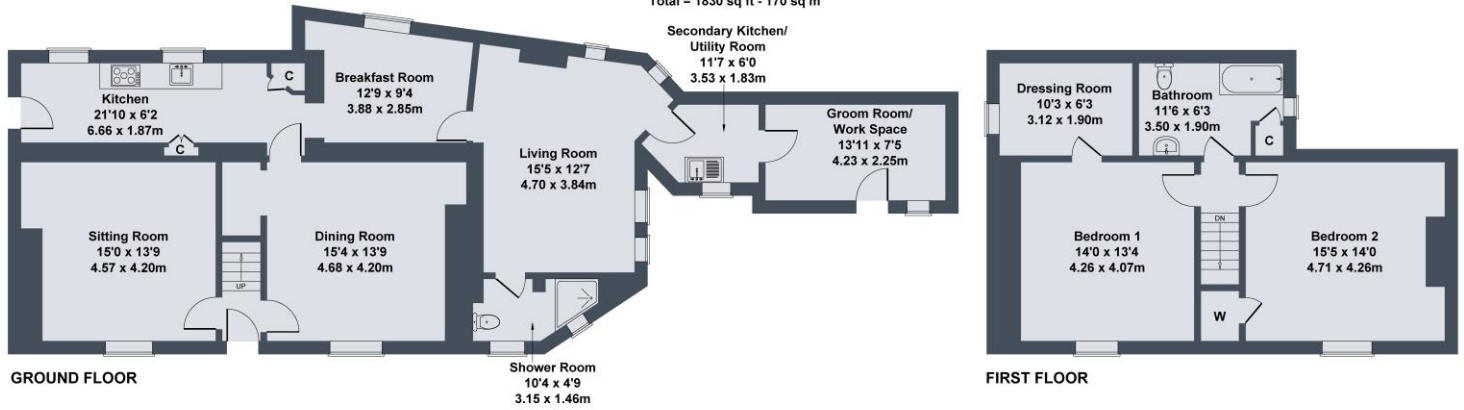 Total = 1830 sq ft - 170 sq m
Secondary Kitchen/
Utility Room
11'7 x 6'0
3.53 x 1.83m
Kitchen
21'10 x 6'2
6.66 x 1.87m
C
C
Breakfast Room
12'9 x 9'4
3.88 x 2.85m
Groom Room/
Work Space
13'11 x 7'5
4.23 x 2.25m
Living Room
15'5 x 12'7
4.70 x 3.84m
Sitting Room
15'0 x 13'9
4.57 x 4.20m
UP
Dining Room
15'4 x 13'9
4.68 x 4.20m
Shower Room
10'4 x 4'9
3.15 x 1.46m
GROUND FLOOR
Dressing Room
10'3 x 6'3
3.12 x 1.90m
Bathroom
11'6 x 6'3
3.50 x 1.90m
C
Bedroom 1
14'0 x 13'4
4.26 x 4.07m
DN
W
Bedroom 2
15'5 x 14'0
4.71 x 4.26m
FIRST FLOOR